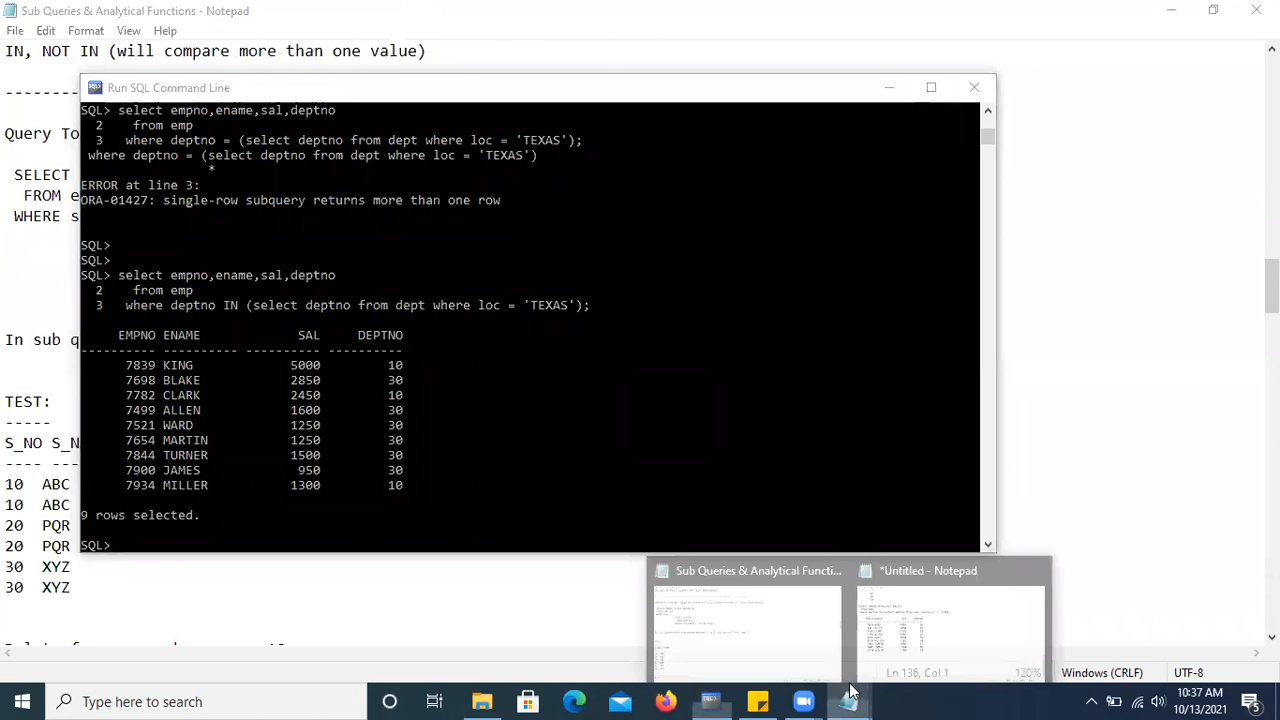 Sub Queries & Analytical Functions - Notepad
File Edit Format View Help
IN, NOT IN (will compare more than one value)
Run SQL Command Line
SQL> select empno,ename,sal,deptno
2 from emp
3 where deptno = (select deptno from dept where loc = 'TEXAS');
where deptno = (select deptno from dept where loc = 'TEXAS')
*
ERROR at line 3:
ORA-01427: single-row subquery returns more than one row
SQL>
SQL>
SQL> select empno,ename,sal,deptno
2 from emp
3 where deptno IN (select deptno from dept where loc = 'TEXAS');
EMPNO ENAME SAL DEPTNO
---------- ---------- ---------- ----------
7839 KING 5000 10
7698 BLAKE 2850 30
7782 CLARK 2450 10
7499 ALLEN 1600 30
7521 WARD 1250 30
7654 MARTIN 1250 30
7844 TURNER 1500 30
7900 JAMES 950 30
7934 MILLER 1300 10
9 rows selected.
SQL>
Query To
SELECT
FROM e
WHERE s
In sub q
TEST:
-----
S_NO S_N
10 ABC
10 ABC
20 PQR
20 PQR
30 XYZ
30 XYZ
Sub Queries & Analytical Functi... *Untitled - Notepad
Ln 136, Col 1 120% Windows (CRLF) UTF-8
Type here to search
10:37 AM
10/13/2021
5